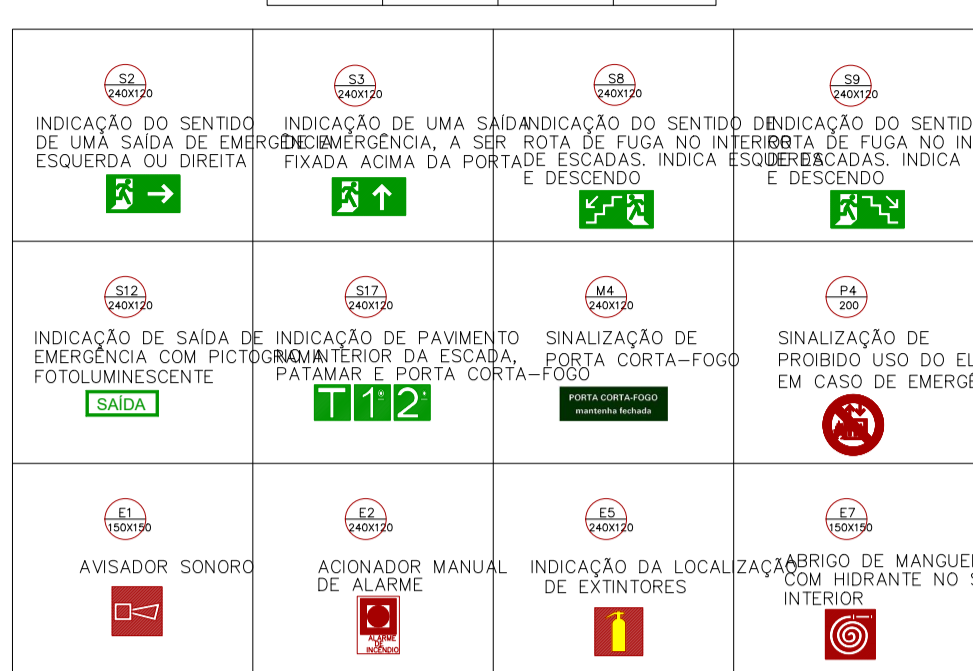 S2
240X120
INDICAÇÃO DO SENTIDO
DE UMA SAÍDA DE EMERGÊNCIA
ESQUERDA OU DIREITA
S3
240X120
INDICAÇÃO DE UMA SAÍDA
DE EMERGÊNCIA, A SER
FIXADA ACIMA DA PORTA
S8
240X120
INDICAÇÃO DO SENTIDO DE
ROTA DE FUGA NO INTERIOR
DE ESCADAS. INDICA ESQUERDA
E DESCENDO
S9
240X120
INDICAÇÃO DO SENTID
ROTA DE FUGA NO IN
DE ESCADAS. INDICA
E DESCENDO
S12
240X120
INDICAÇÃO DE SAÍDA DE
EMERGÊNCIA COM PICTOGRAMA
FOTOLUMINESCENTE
SAÍDA
S17
240X120
INDICAÇÃO DE PAVIMENTO
NO INTERIOR DA ESCADA,
PATAMAR E PORTA CORTA-FOGO
T 1º 2º
M4
240X120
SINALIZAÇÃO DE
PORTA CORTA-FOGO
PORTA CORTA-FOGO
mantenha fechada
P4
200
SINALIZAÇÃO DE
PROIBIDO USO DO EL
EM CASO DE EMERGÊ
E1
150X150
AVISADOR SONORO
E2
240X120
ACIONADOR MANUAL
DE ALARME
ALARME
DE
INCÊNDIO
E5
240X120
INDICAÇÃO DA LOCALIZAÇÃO
DE EXTINTORES
E7
150X150
ABRIGO DE MANGUEI
COM HIDRANTE NO S
INTERIOR